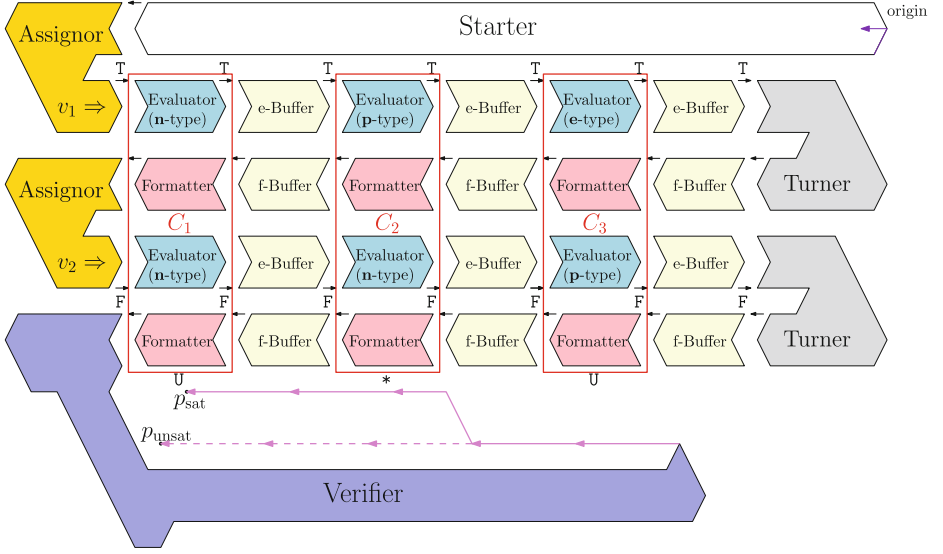 origin
Assignor
Starter
T T T T T T T
v₁ ⇒
Evaluator
(n-type)
e-Buffer
Evaluator
(p-type)
e-Buffer
Evaluator
(e-type)
e-Buffer
Assignor
Formatter
f-Buffer
Formatter
f-Buffer
Formatter
f-Buffer
Turner
C₁ C₂ C₃
v₂ ⇒
Evaluator
(n-type)
e-Buffer
Evaluator
(n-type)
e-Buffer
Evaluator
(p-type)
e-Buffer
F F F F F F F
Formatter
f-Buffer
Formatter
f-Buffer
Formatter
f-Buffer
Turner
U * U
p_sat
p_unsat
Verifier